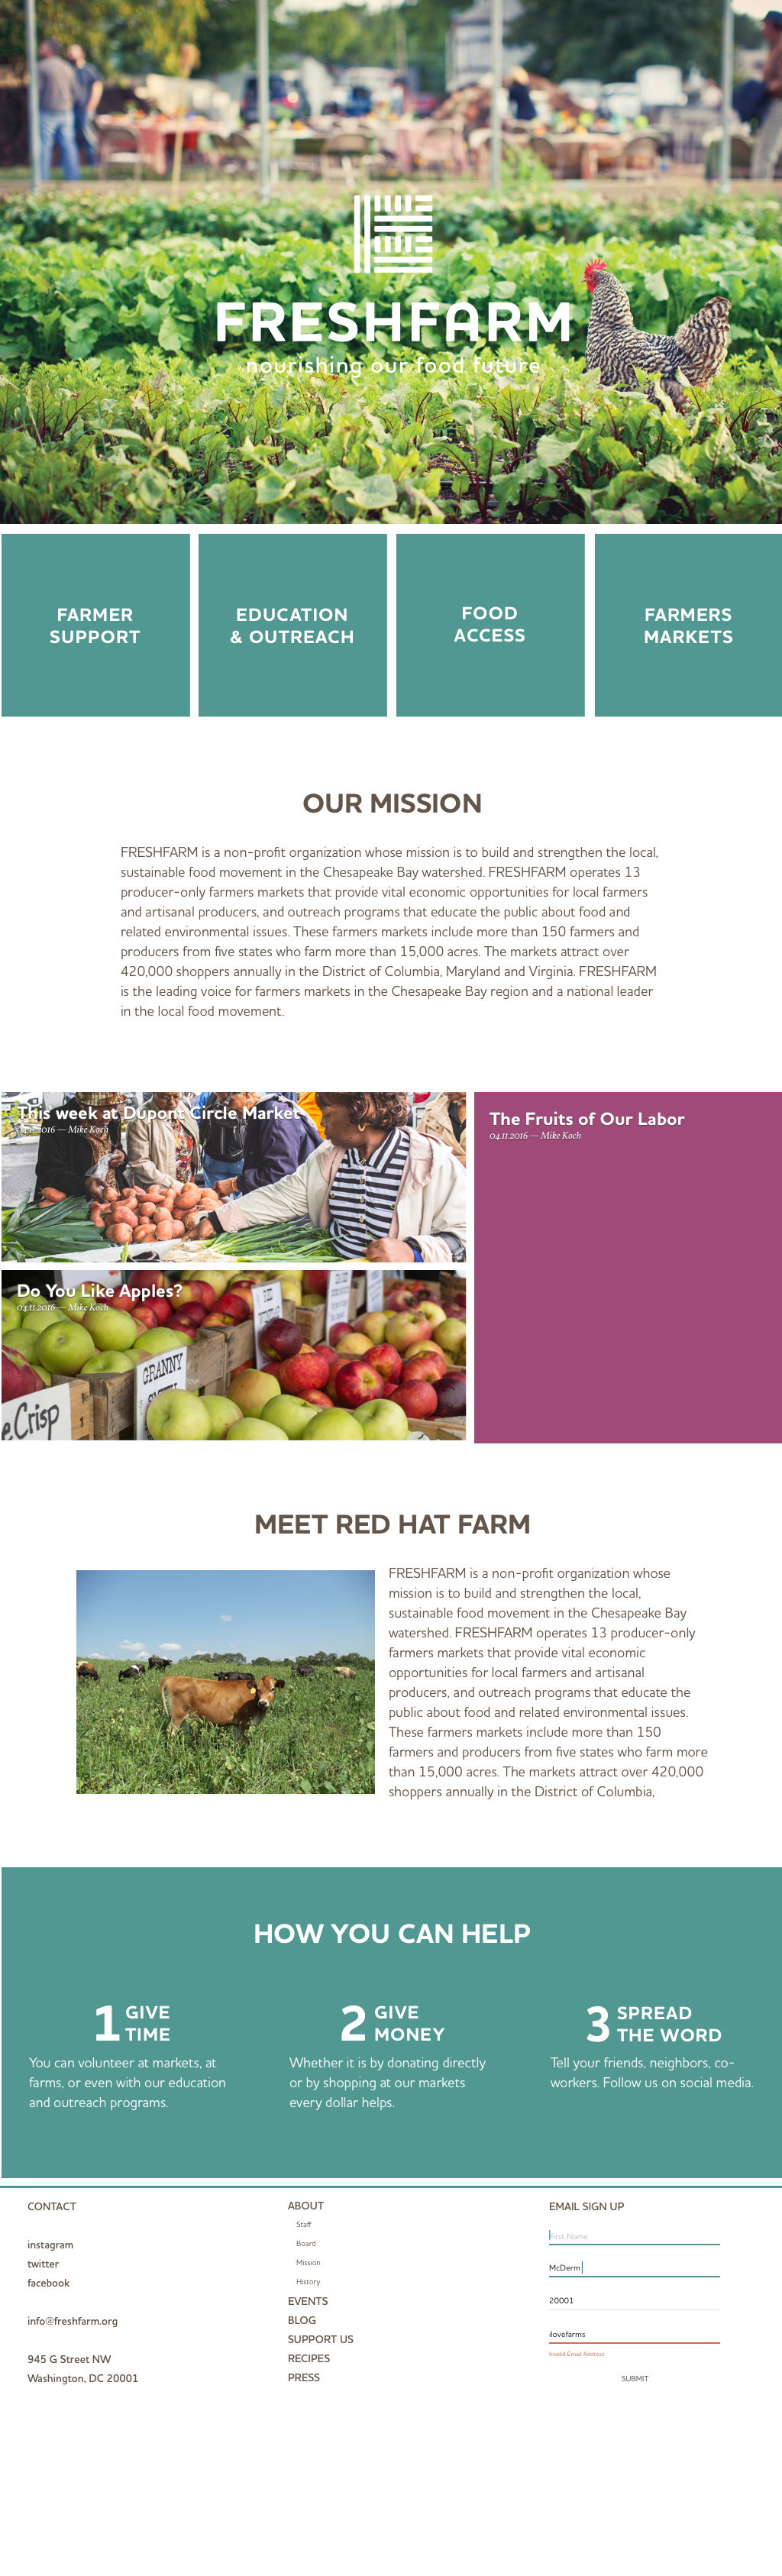 FRESHFARM
nourishing our food future
FARMER
SUPPORT
EDUCATION
& OUTREACH
FOOD
ACCESS
FARMERS
MARKETS
OUR MISSION
FRESHFARM is a non-profit organization whose mission is to build and strengthen the local,
sustainable food movement in the Chesapeake Bay watershed. FRESHFARM operates 13
producer-only farmers markets that provide vital economic opportunities for local farmers
and artisanal producers, and outreach programs that educate the public about food and
related environmental issues. These farmers markets include more than 150 farmers and
producers from five states who farm more than 15,000 acres. The markets attract over
420,000 shoppers annually in the District of Columbia, Maryland and Virginia. FRESHFARM
is the leading voice for farmers markets in the Chesapeake Bay region and a national leader
in the local food movement.
This week at Dupont Circle Market
04.11.2016 — Mike Koch
The Fruits of Our Labor
04.11.2016 — Mike Koch
Do You Like Apples?
04.11.2016 — Mike Koch
GRANNY
SMITH
e Crisp
MEET RED HAT FARM
FRESHFARM is a non-profit organization whose
mission is to build and strengthen the local,
sustainable food movement in the Chesapeake Bay
watershed. FRESHFARM operates 13 producer-only
farmers markets that provide vital economic
opportunities for local farmers and artisanal
producers, and outreach programs that educate the
public about food and related environmental issues.
These farmers markets include more than 150
farmers and producers from five states who farm more
than 15,000 acres. The markets attract over 420,000
shoppers annually in the District of Columbia,
HOW YOU CAN HELP
1 GIVE
TIME
You can volunteer at markets, at
farms, or even with our education
and outreach programs.
2 GIVE
MONEY
Whether it is by donating directly
or by shopping at our markets
every dollar helps.
3 SPREAD
THE WORD
Tell your friends, neighbors, co-
workers. Follow us on social media.
CONTACT
instagram
twitter
facebook
info@freshfarm.org
945 G Street NW
Washington, DC 20001
ABOUT
Staff
Board
Mission
History
EVENTS
BLOG
SUPPORT US
RECIPES
PRESS
EMAIL SIGN UP
First Name
McDerm
20001
ilovefarms
Invalid Email Address
SUBMIT